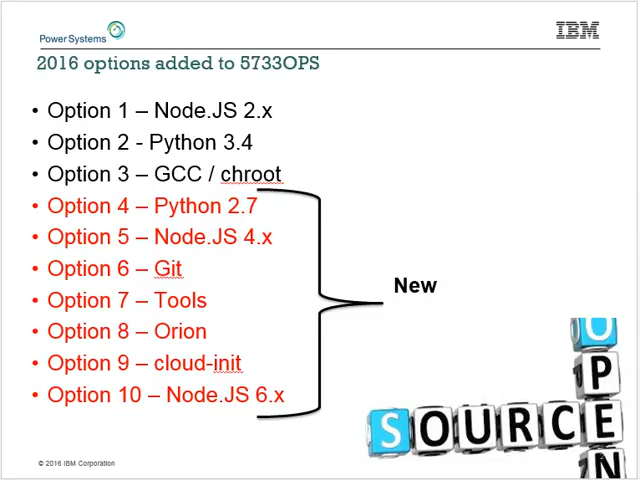 Power Systems
IBM
2016 options added to 5733OPS
• Option 1 – Node.JS 2.x
• Option 2 - Python 3.4
• Option 3 – GCC / chroot
• Option 4 – Python 2.7
• Option 5 – Node.JS 4.x
• Option 6 – Git
• Option 7 – Tools
• Option 8 – Orion
• Option 9 – cloud-init
• Option 10 – Node.JS 6.x
New
OPEN
SOURCE
© 2016 IBM Corporation